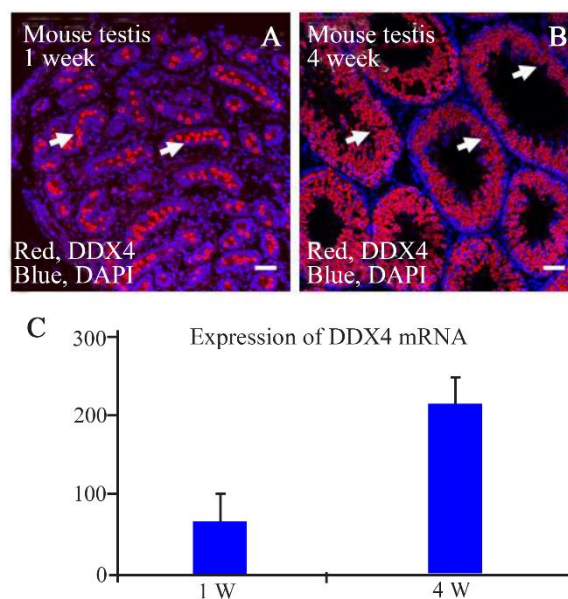 Mouse testis
1 week
A
Red, DDX4
Blue, DAPI
Mouse testis
4 week
B
Red, DDX4
Blue, DAPI
C
Expression of DDX4 mRNA
300
200
100
0
1 W
4 W